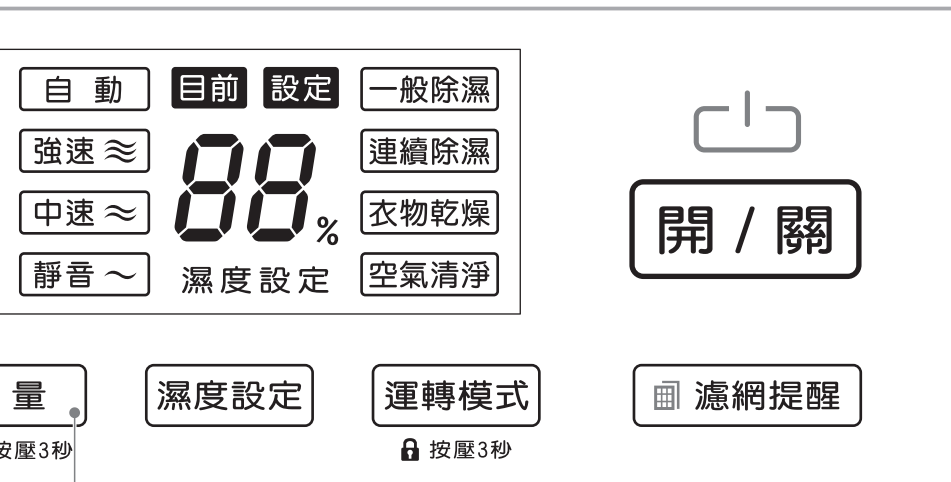 自動 目前 設定 一般除濕
強速 88% 連續除濕
中速 衣物乾燥
靜音 濕度設定 空氣清淨
開/關
量 濕度設定 運轉模式 濾網提醒
按壓3秒 按壓3秒